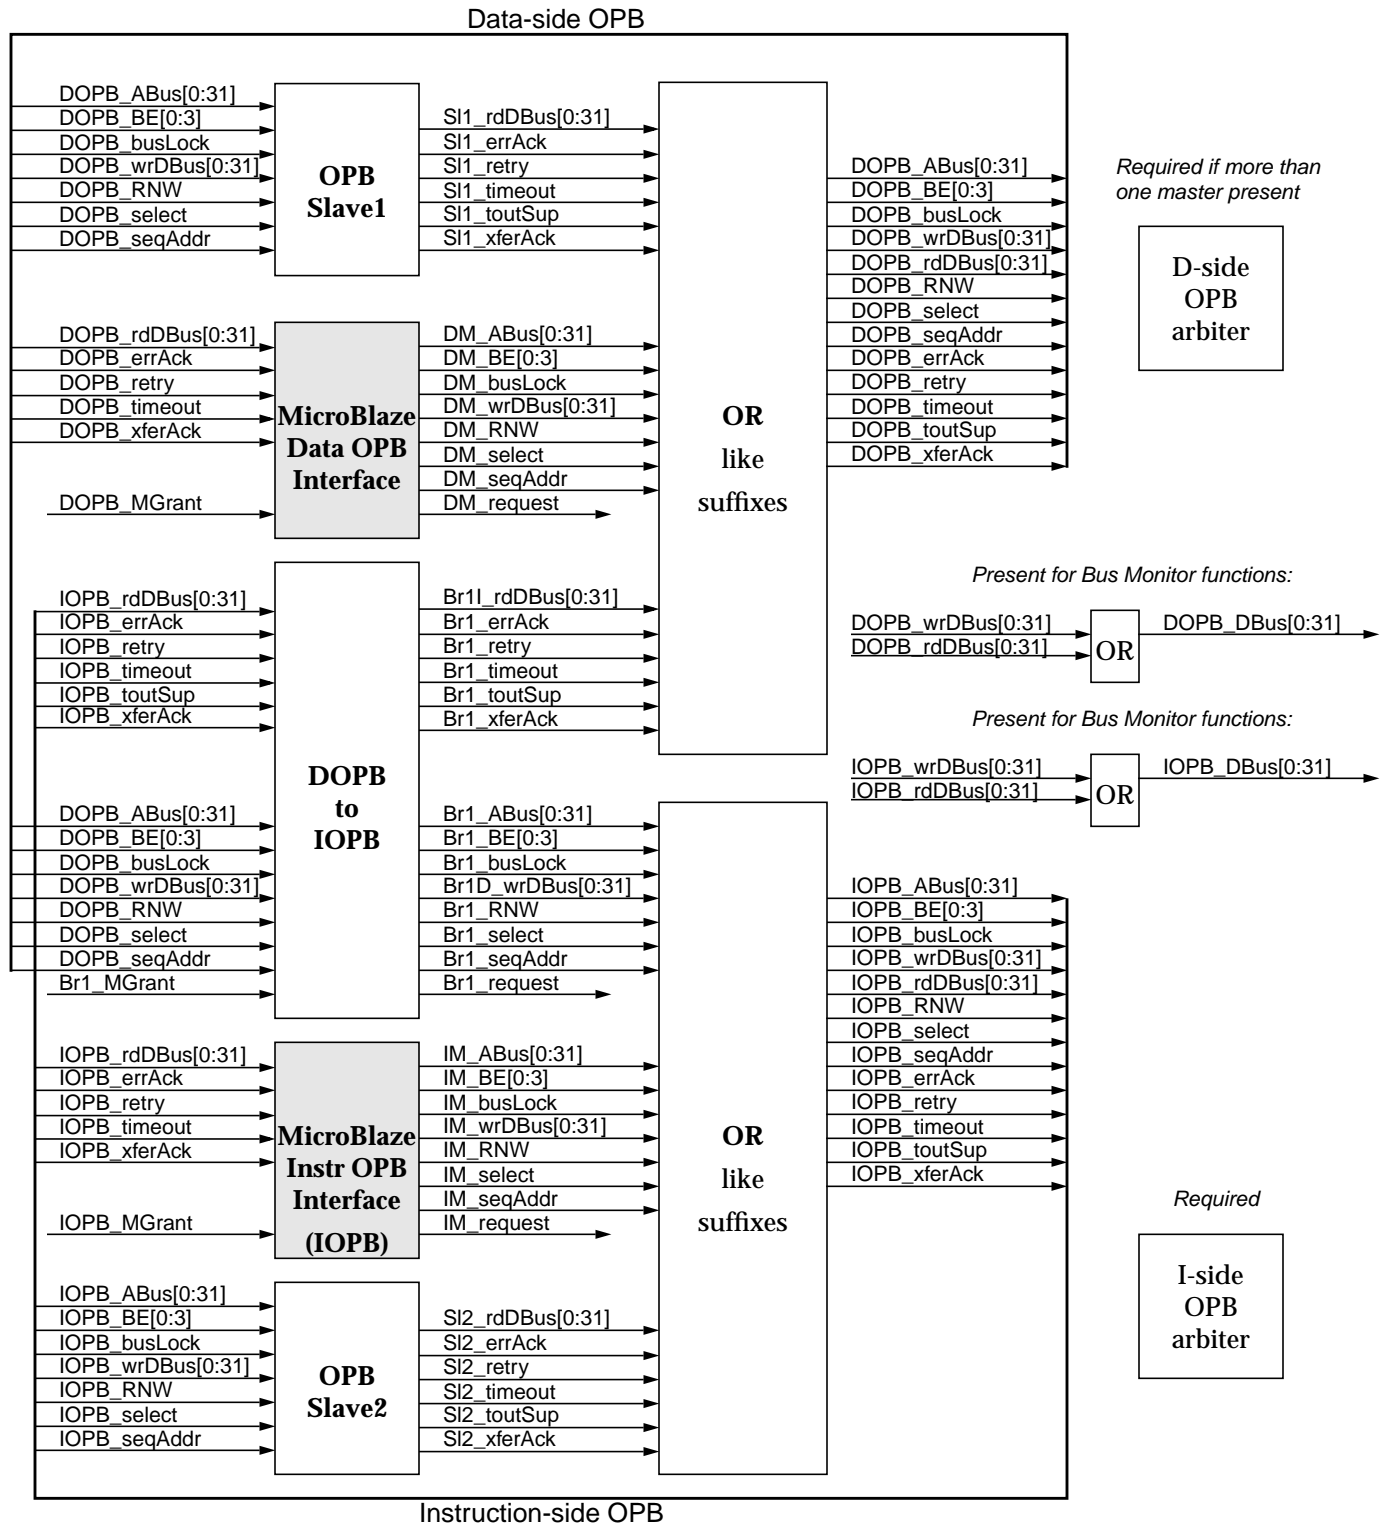 Data-side OPB
DOPB_ABus[0:31]
DOPB_BE[0:3]
DOPB_busLock
DOPB_wrDBus[0:31]
DOPB_RNW
DOPB_select
DOPB_seqAddr
OPB
Slave1
Sl1_rdDBus[0:31]
Sl1_errAck
Sl1_retry
Sl1_timeout
Sl1_toutSup
Sl1_xferAck
DOPB_rdDBus[0:31]
DOPB_errAck
DOPB_retry
DOPB_timeout
DOPB_xferAck
DOPB_MGrant
MicroBlaze
Data OPB
Interface
DM_ABus[0:31]
DM_BE[0:3]
DM_busLock
DM_wrDBus[0:31]
DM_RNW
DM_select
DM_seqAddr
DM_request
IOPB_rdDBus[0:31]
IOPB_errAck
IOPB_retry
IOPB_timeout
IOPB_toutSup
IOPB_xferAck
DOPB_ABus[0:31]
DOPB_BE[0:3]
DOPB_busLock
DOPB_wrDBus[0:31]
DOPB_RNW
DOPB_select
DOPB_seqAddr
Br1_MGrant
DOPB
to
IOPB
Br1I_rdDBus[0:31]
Br1_errAck
Br1_retry
Br1_timeout
Br1_toutSup
Br1_xferAck
Br1_ABus[0:31]
Br1_BE[0:3]
Br1_busLock
Br1D_wrDBus[0:31]
Br1_RNW
Br1_select
Br1_seqAddr
Br1_request
IOPB_rdDBus[0:31]
IOPB_errAck
IOPB_retry
IOPB_timeout
IOPB_xferAck
IOPB_MGrant
MicroBlaze
Instr OPB
Interface
(IOPB)
IM_ABus[0:31]
IM_BE[0:3]
IM_busLock
IM_wrDBus[0:31]
IM_RNW
IM_select
IM_seqAddr
IM_request
IOPB_ABus[0:31]
IOPB_BE[0:3]
IOPB_busLock
IOPB_wrDBus[0:31]
IOPB_RNW
IOPB_select
IOPB_seqAddr
OPB
Slave2
Sl2_rdDBus[0:31]
Sl2_errAck
Sl2_retry
Sl2_timeout
Sl2_toutSup
Sl2_xferAck
OR
like
suffixes
DOPB_ABus[0:31]
DOPB_BE[0:3]
DOPB_busLock
DOPB_wrDBus[0:31]
DOPB_rdDBus[0:31]
DOPB_RNW
DOPB_select
DOPB_seqAddr
DOPB_errAck
DOPB_retry
DOPB_timeout
DOPB_toutSup
DOPB_xferAck
Required if more than
one master present
D-side
OPB
arbiter
Present for Bus Monitor functions:
DOPB_wrDBus[0:31]
DOPB_rdDBus[0:31]
OR
DOPB_DBus[0:31]
Present for Bus Monitor functions:
IOPB_wrDBus[0:31]
IOPB_rdDBus[0:31]
OR
IOPB_DBus[0:31]
OR
like
suffixes
IOPB_ABus[0:31]
IOPB_BE[0:3]
IOPB_busLock
IOPB_wrDBus[0:31]
IOPB_rdDBus[0:31]
IOPB_RNW
IOPB_select
IOPB_seqAddr
IOPB_errAck
IOPB_retry
IOPB_timeout
IOPB_toutSup
IOPB_xferAck
Required
I-side
OPB
arbiter
Instruction-side OPB